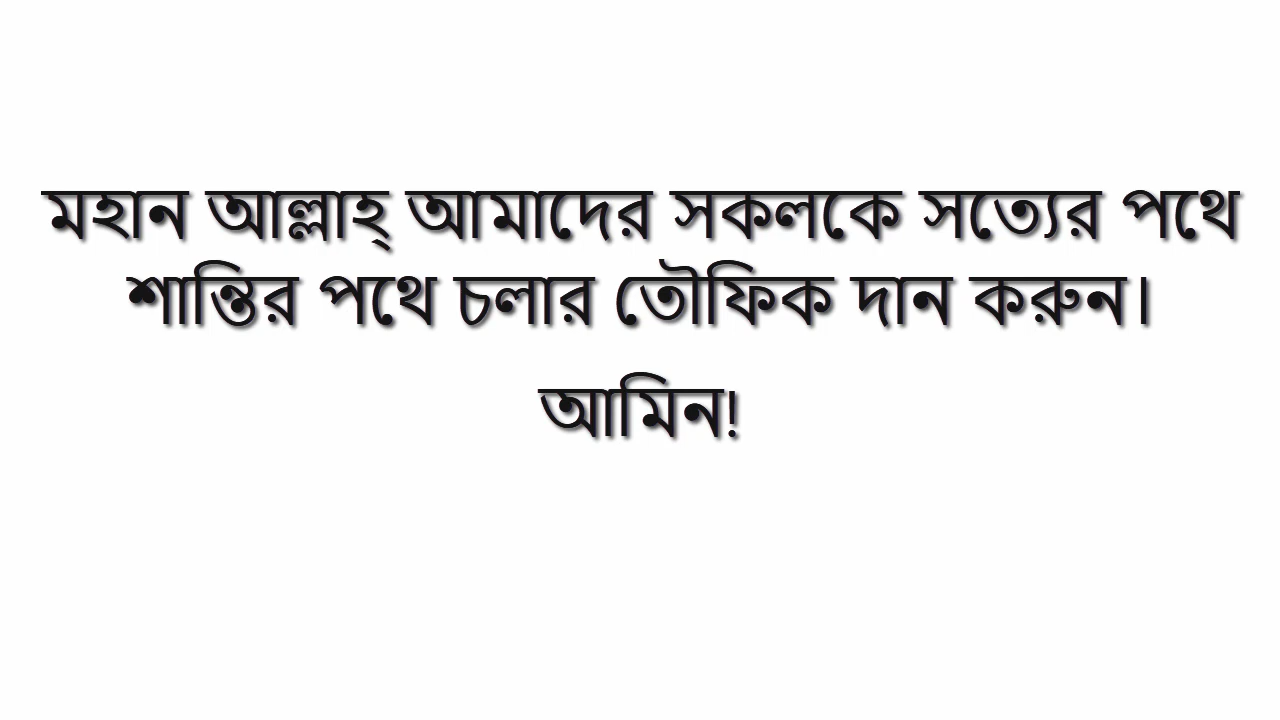 মহান আল্লাহ্ আমাদের সকলকে সত্যের পথে
শান্তির পথে চলার তৌফিক দান করুন।
আমিন!